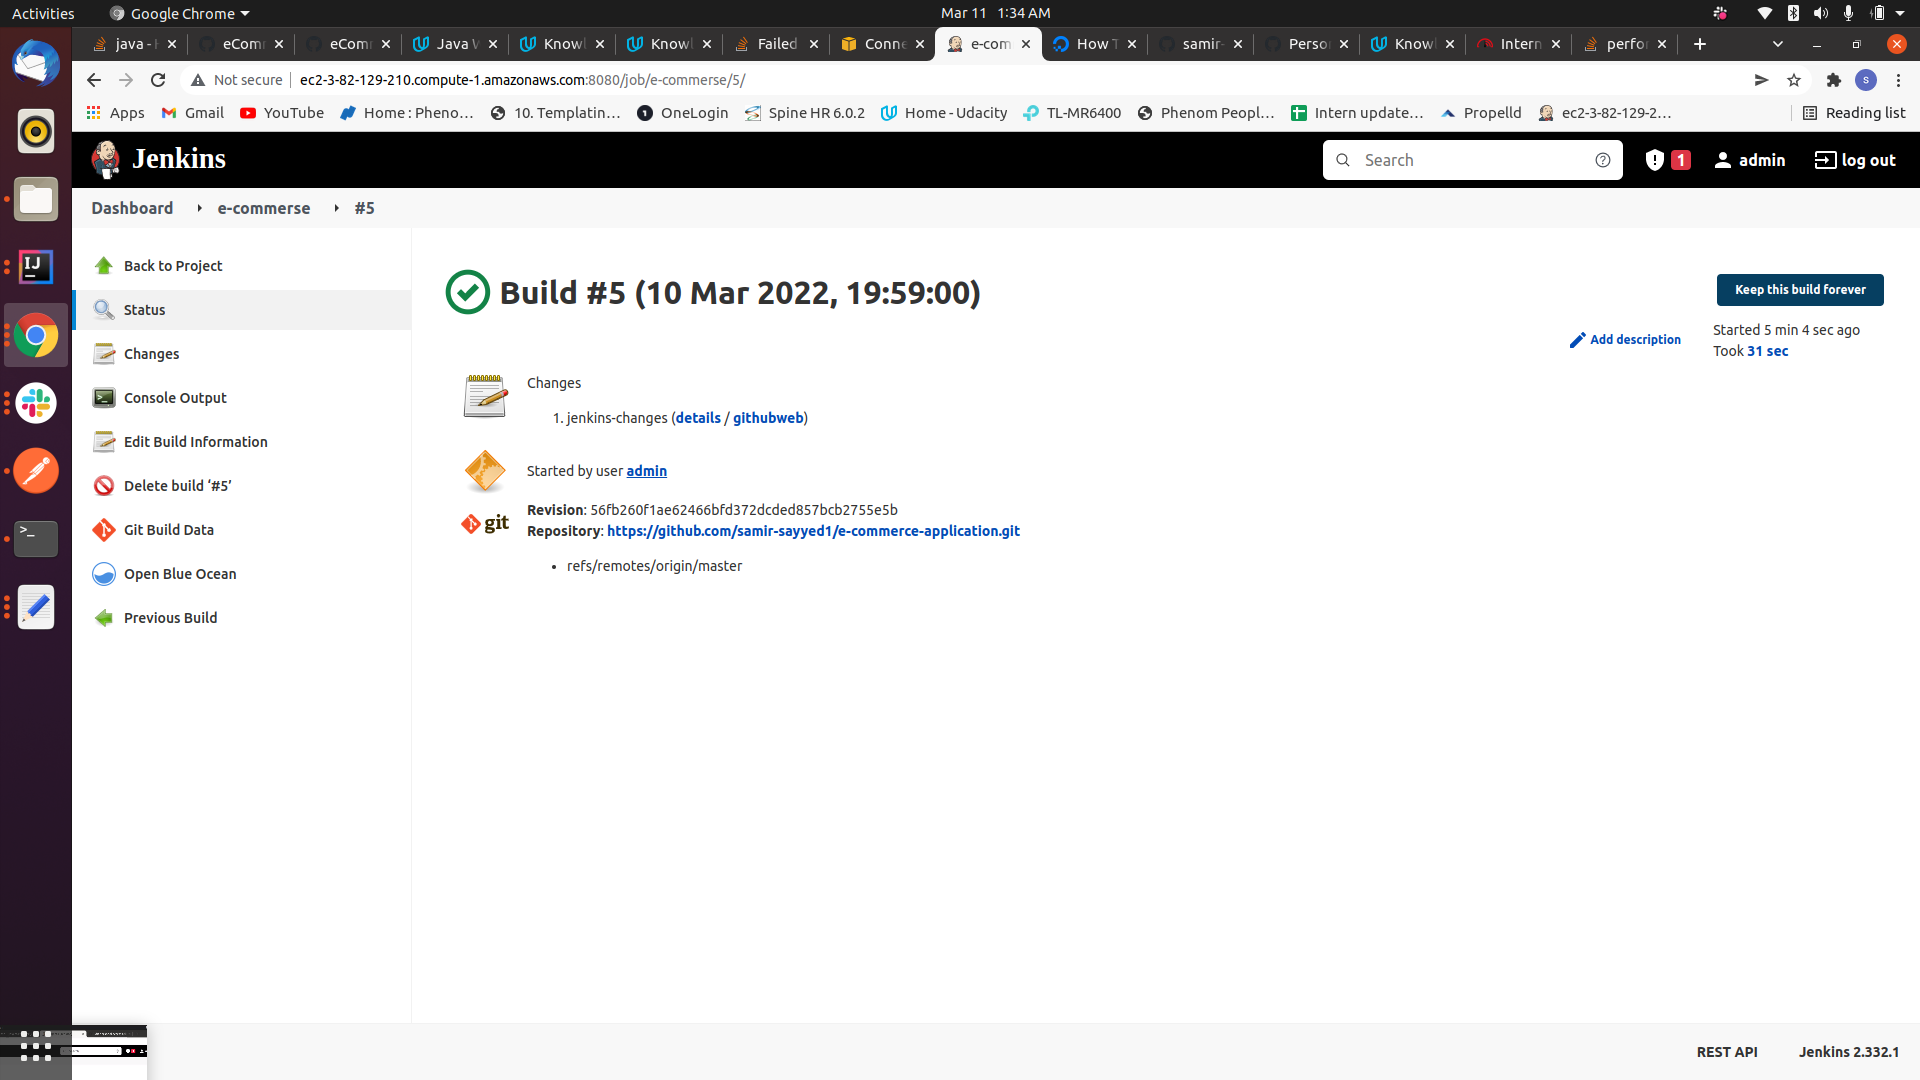 Activities Google Chrome Mar 11 1:34 AM
java - eCom eCom Java W Knowl Knowl Failed Conne e-com How T samir- Perso Knowl Intern perfor
Not secure ec2-3-82-129-210.compute-1.amazonaws.com:8080/job/e-commerse/5/ s
Apps Gmail YouTube Home : Pheno... 10. Templatin... OneLogin Spine HR 6.0.2 Home - Udacity TL-MR6400 Phenom Peopl... Intern update... Propelld ec2-3-82-129-2... Reading list
Jenkins Search 1 admin log out
Dashboard e-commerse #5
Back to Project
Status
Changes
Console Output
Edit Build Information
Delete build ‘#5’
Git Build Data
Open Blue Ocean
Previous Build
Build #5 (10 Mar 2022, 19:59:00)
Keep this build forever
Add description
Started 5 min 4 sec ago
Took 31 sec
Changes
1. jenkins-changes (details / githubweb)
Started by user admin
git
Revision: 56fb260f1ae62466bfd372dcded857bcb2755e5b
Repository: https://github.com/samir-sayyed1/e-commerce-application.git
• refs/remotes/origin/master
REST API Jenkins 2.332.1